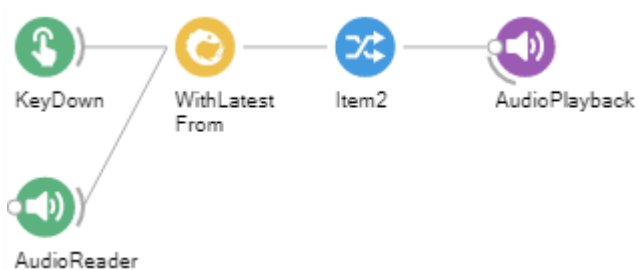 KeyDown
WithLatest
From
Item2
AudioPlayback
AudioReader